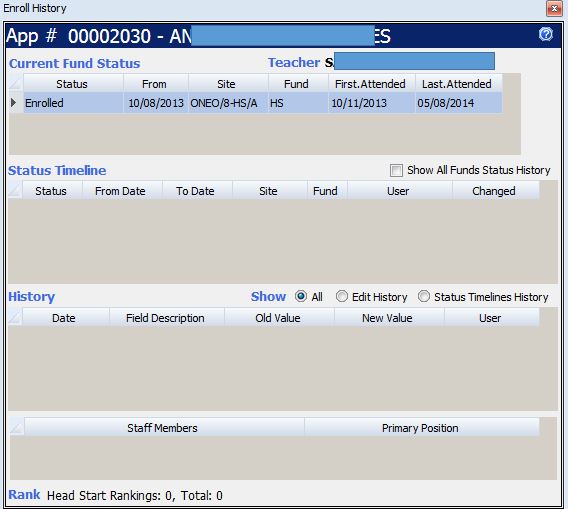 Enroll History
App # 00002030 - AN ES
Current Fund Status Teacher S
Status From Site Fund First.Attended Last.Attended
Enrolled 10/08/2013 ONEO/8-HS/A HS 10/11/2013 05/08/2014
Status Timeline Show All Funds Status History
Status From Date To Date Site Fund User Changed
History Show All Edit History Status Timelines History
Date Field Description Old Value New Value User
Staff Members Primary Position
Rank Head Start Rankings: 0, Total: 0